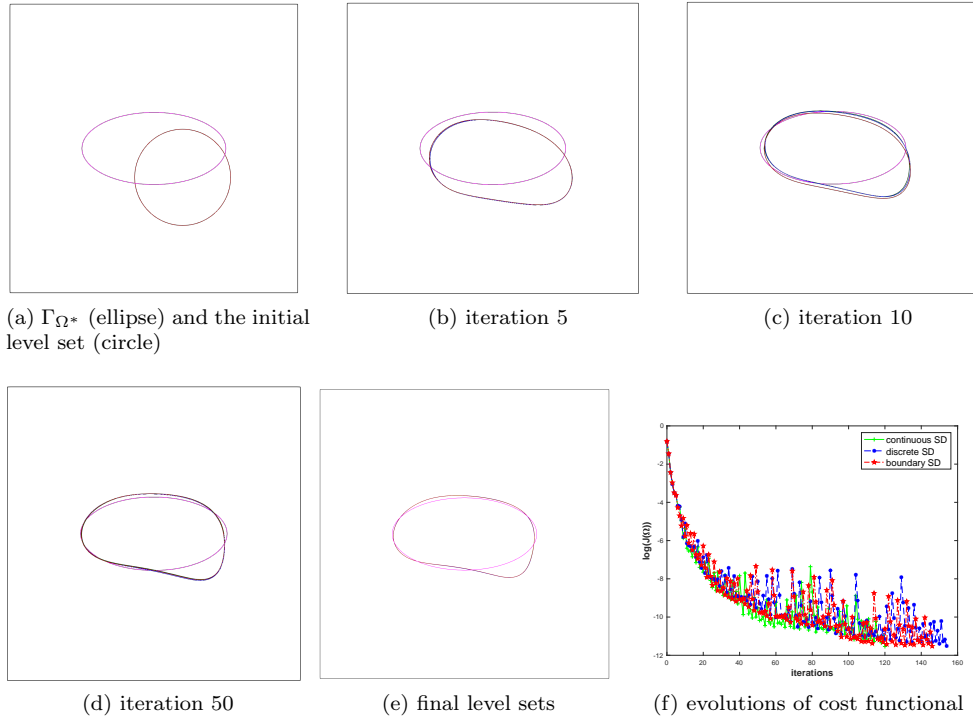 (a) ΓΩ* (ellipse) and the initial
level set (circle)
(b) iteration 5
(c) iteration 10
(d) iteration 50
(e) final level sets
0
-2
-4
-6
-8
-10
-12
log(J(Ω))
continuous SD
discrete SD
boundary SD
0 20 40 60 80 100 120 140 160
iterations
(f) evolutions of cost functional